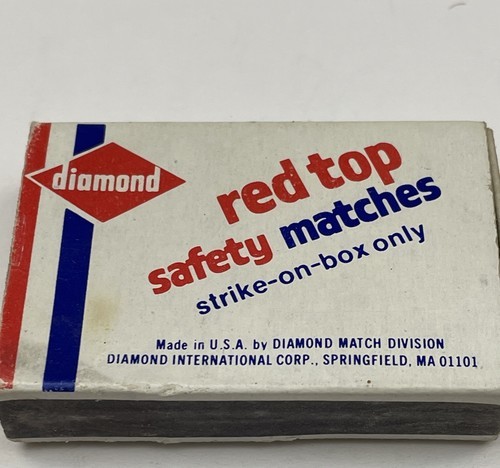 diamond
red top
safety matches
strike-on-box only
Made in U.S.A. by DIAMOND MATCH DIVISION
DIAMOND INTERNATIONAL CORP., SPRINGFIELD, MA 01101